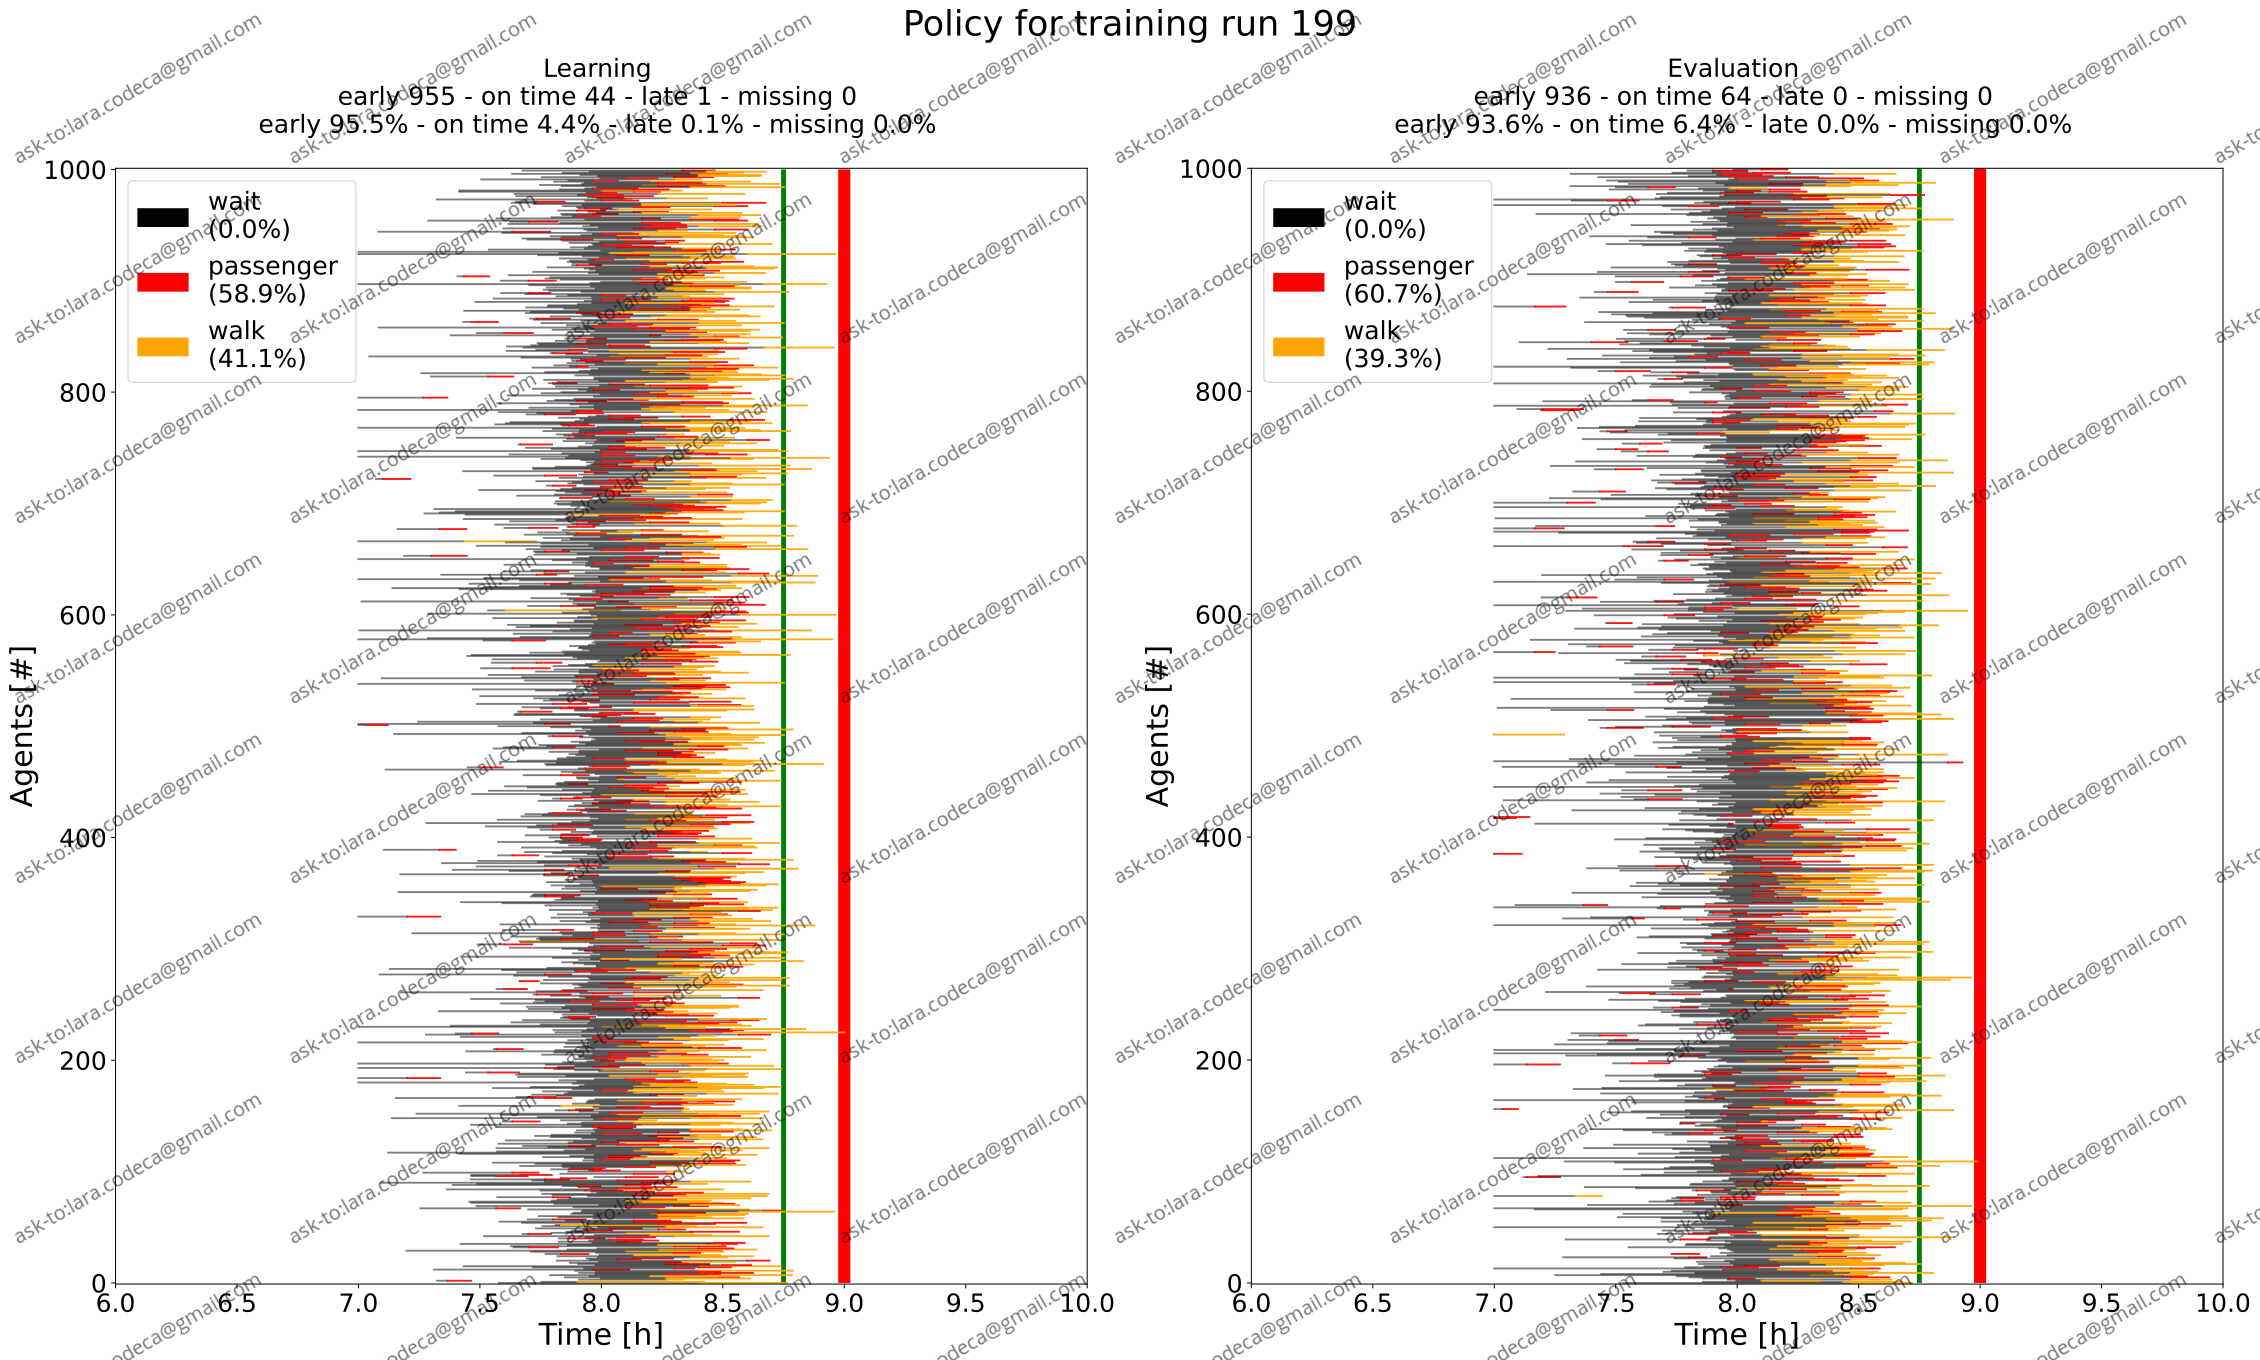 Policy for training run 199
Learning
early 955 - on time 44 - late 1 - missing 0
early 95.5% - on time 4.4% - late 0.1% - missing 0.0%
1000
800
600
400
200
0
Agents [#]
wait
(0.0%)
passenger
(58.9%)
walk
(41.1%)
6.0 6.5 7.0 7.5 8.0 8.5 9.0 9.5 10.0
Time [h]
Evaluation
early 936 - on time 64 - late 0 - missing 0
early 93.6% - on time 6.4% - late 0.0% - missing 0.0%
1000
800
600
400
200
0
Agents [#]
wait
(0.0%)
passenger
(60.7%)
walk
(39.3%)
6.0 6.5 7.0 7.5 8.0 8.5 9.0 9.5 10.0
Time [h]
ask-to:lara.codeca@gmail.com